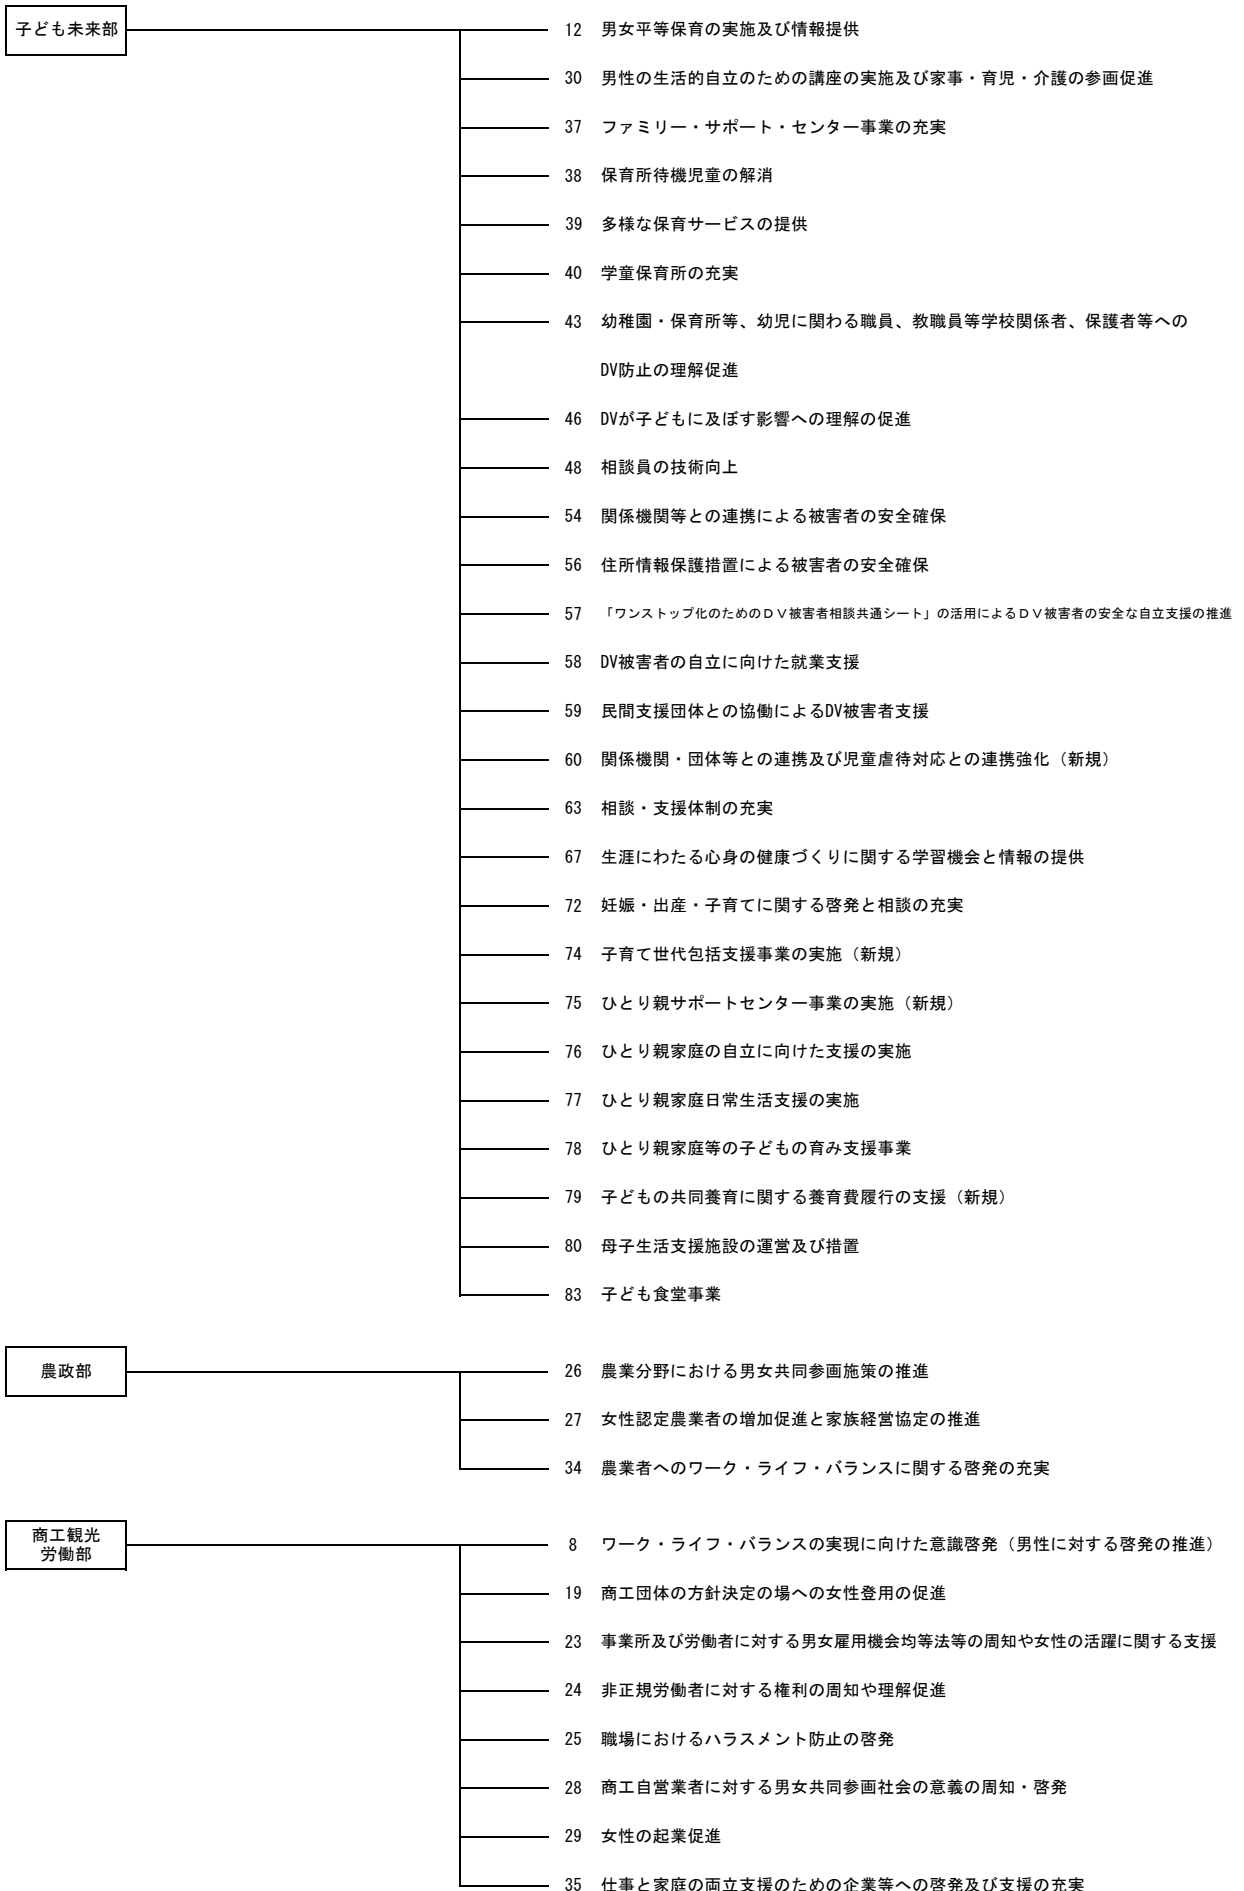 子ども未来部
12 男女平等保育の実施及び情報提供
30 男性の生活的自立のための講座の実施及び家事・育児・介護の参画促進
37 ファミリー・サポート・センター事業の充実
38 保育所待機児童の解消
39 多様な保育サービスの提供
40 学童保育所の充実
43 幼稚園・保育所等、幼児に関わる職員、教職員等学校関係者、保護者等への
DV防止の理解促進
46 DVが子どもに及ぼす影響への理解の促進
48 相談員の技術向上
54 関係機関等との連携による被害者の安全確保
56 住所情報保護措置による被害者の安全確保
57 「ワンストップ化のためのＤＶ被害者相談共通シート」の活用によるＤＶ被害者の安全な自立支援の推進
58 DV被害者の自立に向けた就業支援
59 民間支援団体との協働によるDV被害者支援
60 関係機関・団体等との連携及び児童虐待対応との連携強化（新規）
63 相談・支援体制の充実
67 生涯にわたる心身の健康づくりに関する学習機会と情報の提供
72 妊娠・出産・子育てに関する啓発と相談の充実
74 子育て世代包括支援事業の実施（新規）
75 ひとり親サポートセンター事業の実施（新規）
76 ひとり親家庭の自立に向けた支援の実施
77 ひとり親家庭日常生活支援の実施
78 ひとり親家庭等の子どもの育み支援事業
79 子どもの共同養育に関する養育費履行の支援（新規）
80 母子生活支援施設の運営及び措置
83 子ども食堂事業
農政部
26 農業分野における男女共同参画施策の推進
27 女性認定農業者の増加促進と家族経営協定の推進
34 農業者へのワーク・ライフ・バランスに関する啓発の充実
商工観光
労働部
8 ワーク・ライフ・バランスの実現に向けた意識啓発（男性に対する啓発の推進）
19 商工団体の方針決定の場への女性登用の促進
23 事業所及び労働者に対する男女雇用機会均等法等の周知や女性の活躍に関する支援
24 非正規労働者に対する権利の周知や理解促進
25 職場におけるハラスメント防止の啓発
28 商工自営業者に対する男女共同参画社会の意義の周知・啓発
29 女性の起業促進
35 仕事と家庭の両立支援のための企業等への啓発及び支援の充実